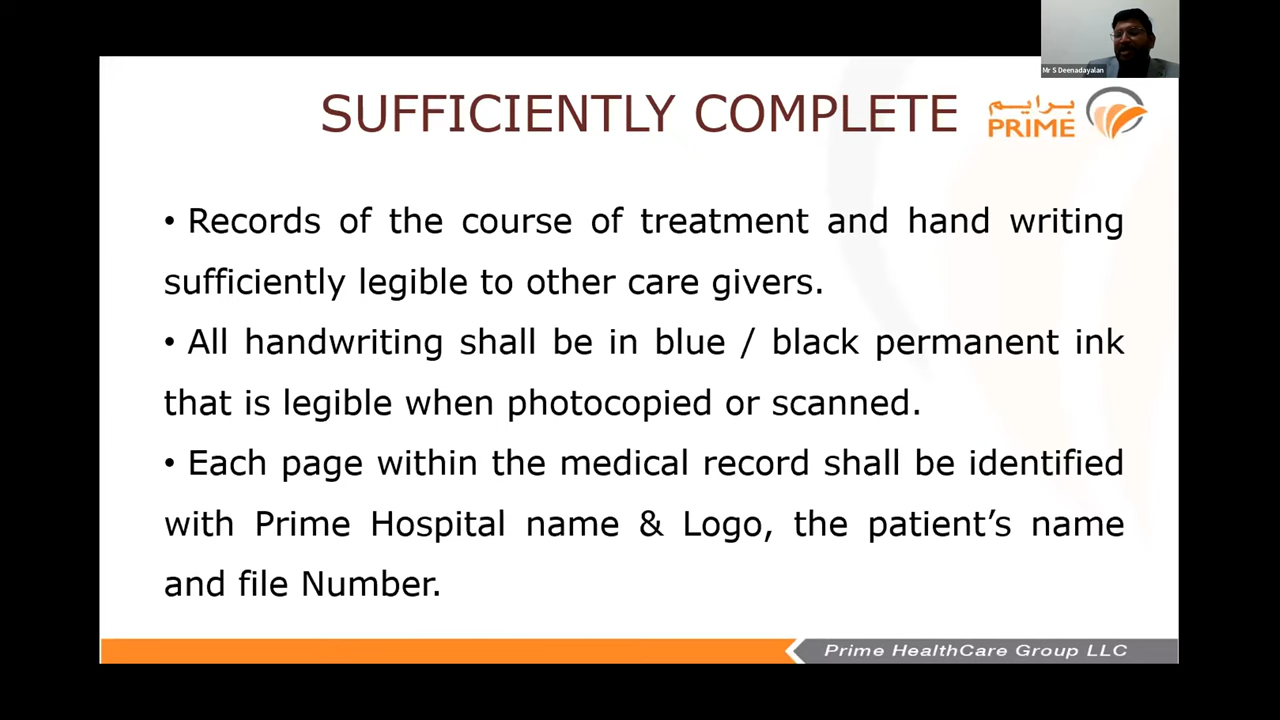 Mr S Deenadayalan
SUFFICIENTLY COMPLETE
برايم
PRIME
• Records of the course of treatment and hand writing
sufficiently legible to other care givers.
• All handwriting shall be in blue / black permanent ink
that is legible when photocopied or scanned.
• Each page within the medical record shall be identified
with Prime Hospital name & Logo, the patient’s name
and file Number.
Prime HealthCare Group LLC